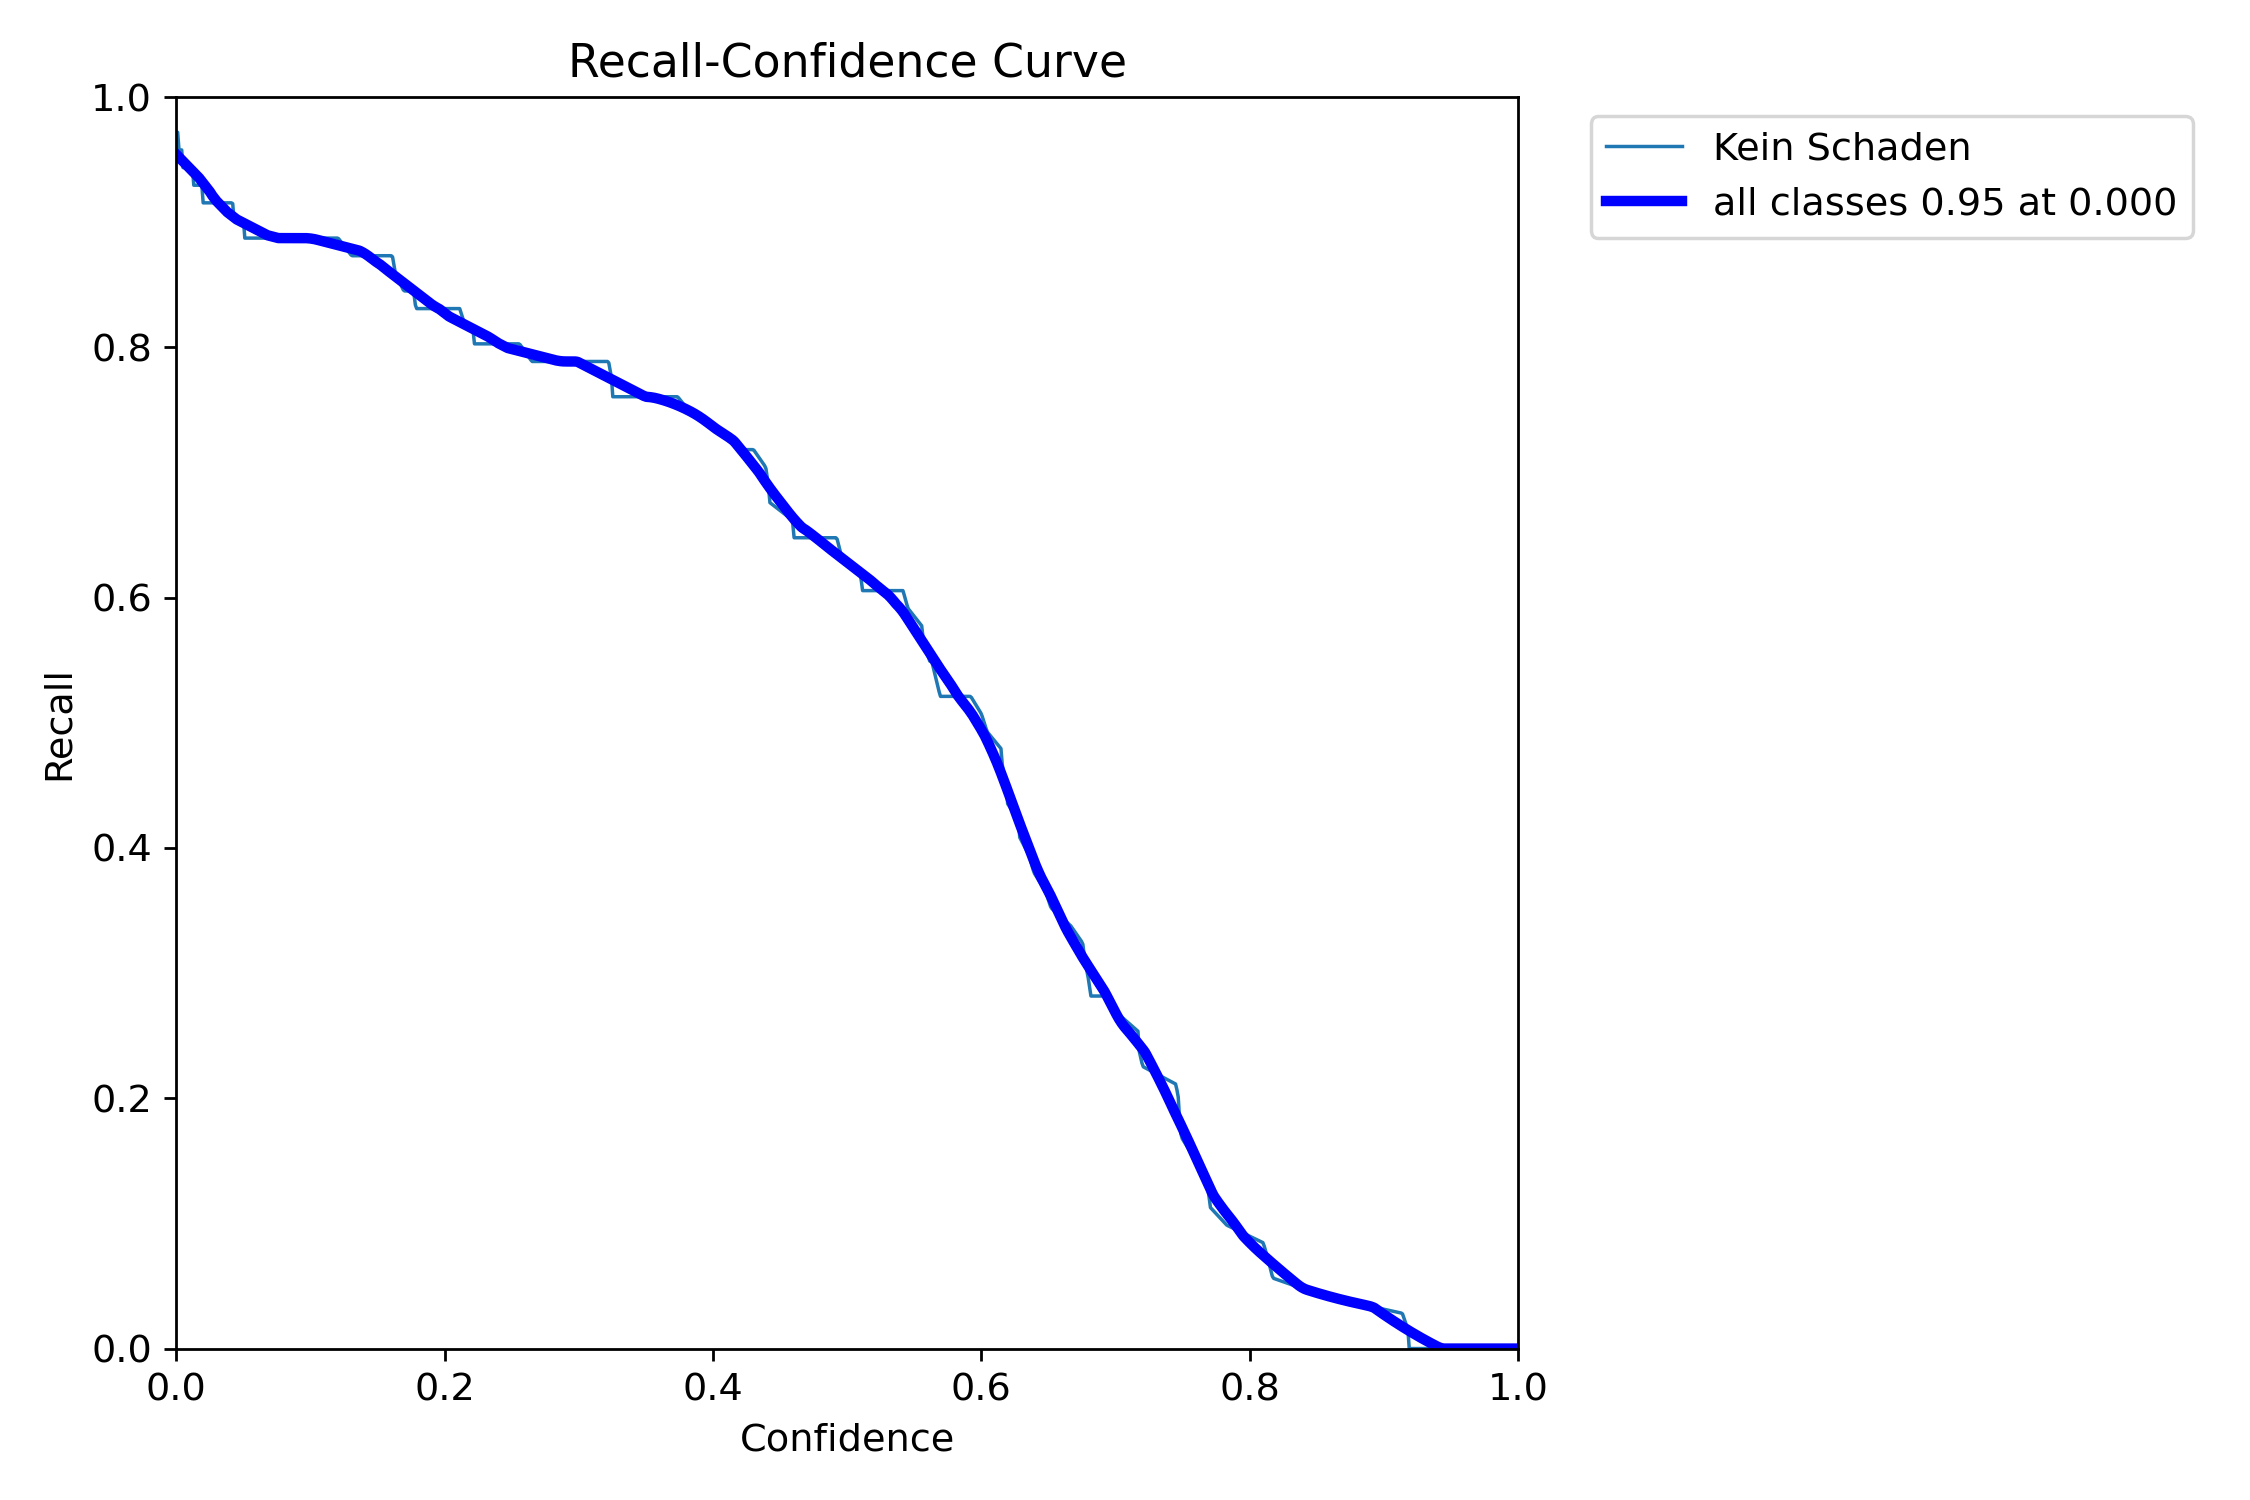 Recall-Confidence Curve
1.0
0.8
0.6
0.4
0.2
0.0
Recall
0.0 0.2 0.4 0.6 0.8 1.0
Confidence
Kein Schaden
all classes 0.95 at 0.000